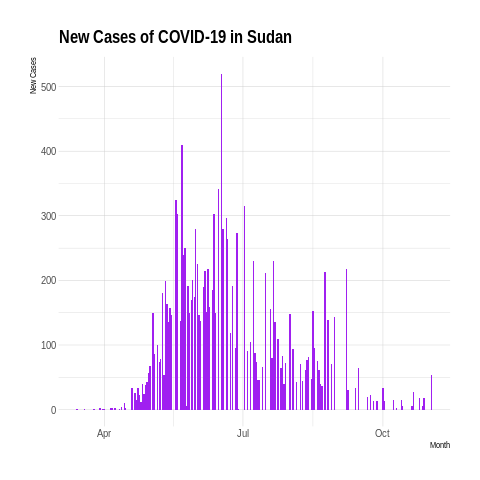 New Cases of COVID-19 in Sudan
New Cases
500
400
300
200
100
0
Apr
Jul
Oct
Month